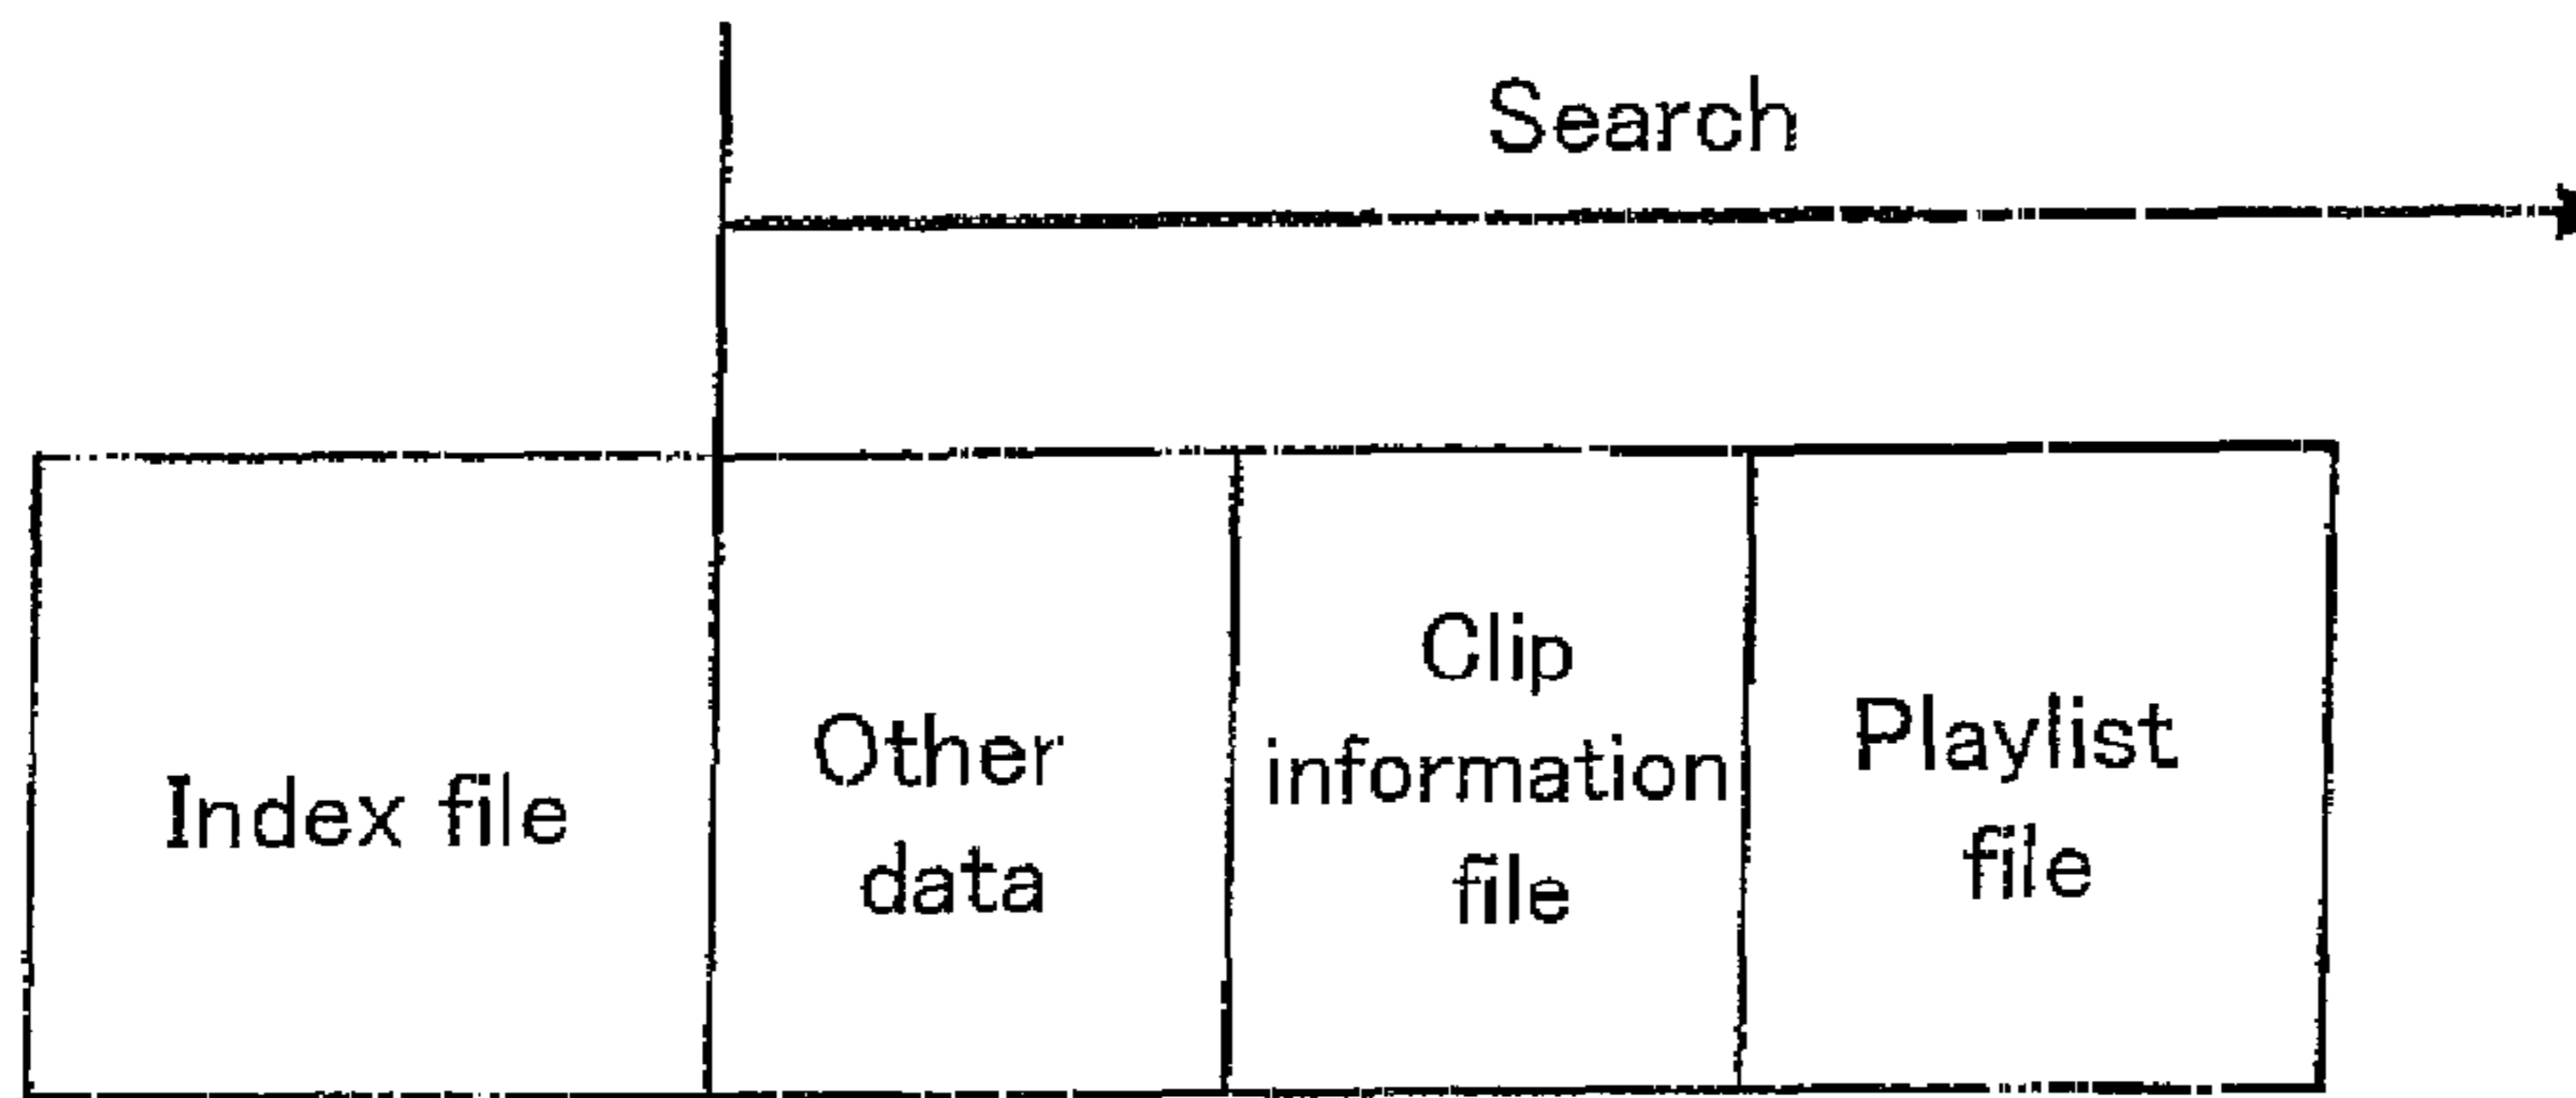 Search
Index file
Other
data
Clip
information
file
Playlist
file